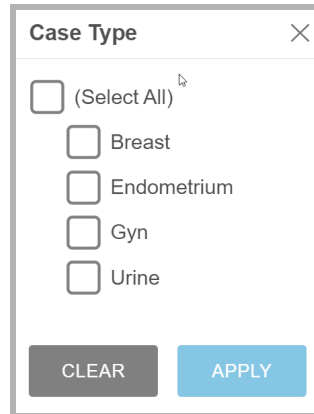 Case Type
(Select All)
Breast
Endometrium
Gyn
Urine
CLEAR APPLY